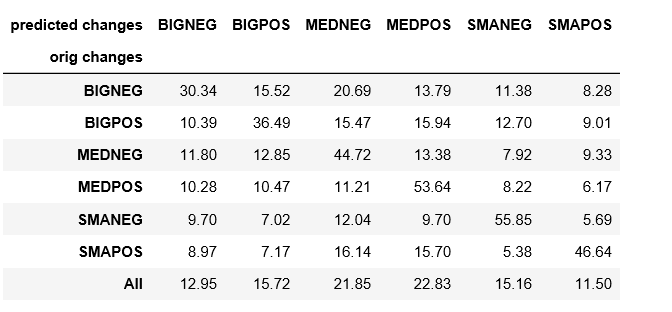 predicted changes BIGNEG BIGPOS MEDNEG MEDPOS SMANEG SMAPOS
orig changes
BIGNEG 30.34 15.52 20.69 13.79 11.38 8.28
BIGPOS 10.39 36.49 15.47 15.94 12.70 9.01
MEDNEG 11.80 12.85 44.72 13.38 7.92 9.33
MEDPOS 10.28 10.47 11.21 53.64 8.22 6.17
SMANEG 9.70 7.02 12.04 9.70 55.85 5.69
SMAPOS 8.97 7.17 16.14 15.70 5.38 46.64
All 12.95 15.72 21.85 22.83 15.16 11.50